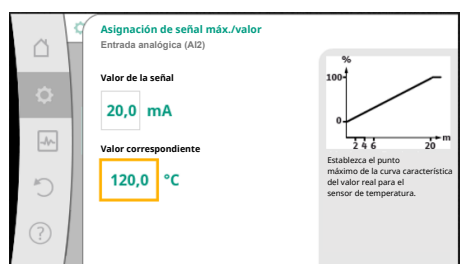 Asignación de señal máx./valor
Entrada analógica (AI2)
Valor de la señal
20,0 mA
Valor correspondiente
120,0 °C
%
100
0
2 4 6 20
m
Establezca el punto
máximo de la curva característica
del valor real para el
sensor de temperatura.
?